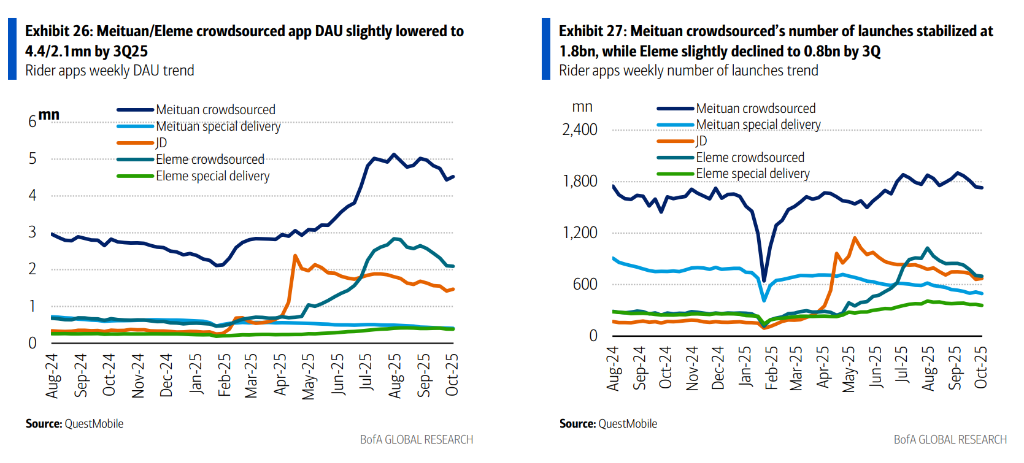 Exhibit 26: Meituan/Eleme crowdsourced app DAU slightly lowered to
4.4/2.1mn by 3Q25
Rider apps weekly DAU trend
mn
Meituan crowdsourced
Meituan special delivery
JD
Eleme crowdsourced
Eleme special delivery
6
5
4
3
2
1
0
Aug-24
Sep-24
Oct-24
Nov-24
Dec-24
Jan-25
Feb-25
Mar-25
Apr-25
May-25
Jun-25
Jul-25
Aug-25
Sep-25
Oct-25
Source: QuestMobile
BofA GLOBAL RESEARCH
Exhibit 27: Meituan crowdsourced's number of launches stabilized at
1.8bn, while Eleme slightly declined to 0.8bn by 3Q
Rider apps weekly number of launches trend
mn
Meituan crowdsourced
Meituan special delivery
JD
Eleme crowdsourced
Eleme special delivery
2,400
1,800
1,200
600
0
Aug-24
Sep-24
Oct-24
Nov-24
Dec-24
Jan-25
Feb-25
Mar-25
Apr-25
May-25
Jun-25
Jul-25
Aug-25
Sep-25
Oct-25
Source: QuestMobile
BofA GLOBAL RESEARCH